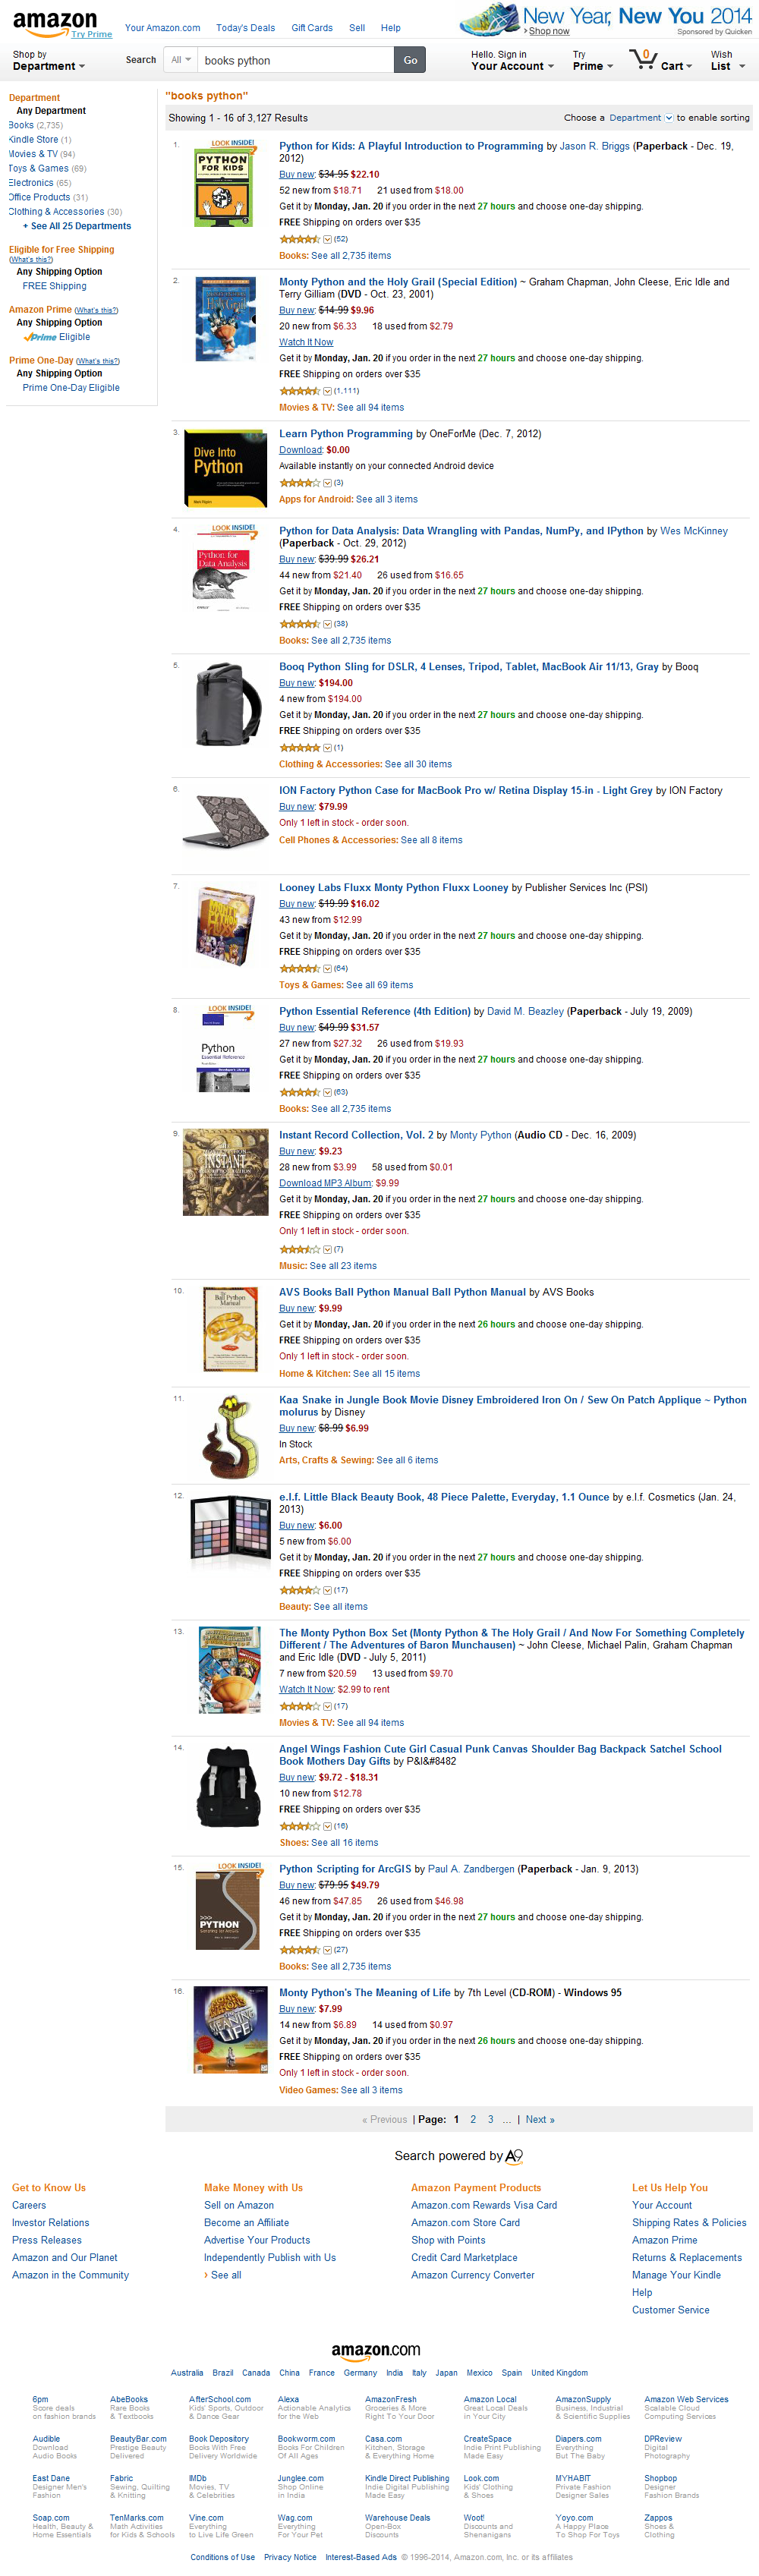 amazon
Try Prime
Your Amazon.com Today's Deals Gift Cards Sell Help
New Year, New You 2014
Shop now
Sponsored by Quicken
Shop by
Department
Search All books python Go
Hello. Sign in
Your Account
Try
Prime
0
Cart
Wish
List
Department
Any Department
Books (2,735)
Kindle Store (1)
Movies & TV (94)
Toys & Games (69)
Electronics (65)
Office Products (31)
Clothing & Accessories (30)
+ See All 25 Departments
Eligible for Free Shipping
(What's this?)
Any Shipping Option
FREE Shipping
Amazon Prime (What's this?)
Any Shipping Option
Prime Eligible
Prime One-Day (What's this?)
Any Shipping Option
Prime One-Day Eligible
"books python"
Showing 1 - 16 of 3,127 Results
Choose a Department to enable sorting
1.
LOOK INSIDE!
PYTHON
FOR KIDS
Python for Kids: A Playful Introduction to Programming by Jason R. Briggs (Paperback - Dec. 19,
2012)
Buy new: $34.95 $22.10
52 new from $18.71 21 used from $18.00
Get it by Monday, Jan. 20 if you order in the next 27 hours and choose one-day shipping.
FREE Shipping on orders over $35
(52)
Books: See all 2,735 items
2.
Monty Python and the Holy Grail (Special Edition) ~ Graham Chapman, John Cleese, Eric Idle and
Terry Gilliam (DVD - Oct. 23, 2001)
Buy new: $14.99 $9.96
20 new from $6.33 18 used from $2.79
Watch It Now
Get it by Monday, Jan. 20 if you order in the next 27 hours and choose one-day shipping.
FREE Shipping on orders over $35
(1,111)
Movies & TV: See all 94 items
3.
Dive Into
Python
Learn Python Programming by OneForMe (Dec. 7, 2012)
Download: $0.00
Available instantly on your connected Android device
(3)
Apps for Android: See all 3 items
4.
LOOK INSIDE!
Python for
Data Analysis
Python for Data Analysis: Data Wrangling with Pandas, NumPy, and IPython by Wes McKinney
(Paperback - Oct. 29, 2012)
Buy new: $39.99 $26.21
44 new from $21.40 26 used from $16.65
Get it by Monday, Jan. 20 if you order in the next 27 hours and choose one-day shipping.
FREE Shipping on orders over $35
(38)
Books: See all 2,735 items
5.
Booq Python Sling for DSLR, 4 Lenses, Tripod, Tablet, MacBook Air 11/13, Gray by Booq
Buy new: $194.00
4 new from $194.00
Get it by Monday, Jan. 20 if you order in the next 27 hours and choose one-day shipping.
FREE Shipping on orders over $35
(1)
Clothing & Accessories: See all 30 items
6.
ION Factory Python Case for MacBook Pro w/ Retina Display 15-in - Light Grey by ION Factory
Buy new: $79.99
Only 1 left in stock - order soon.
Cell Phones & Accessories: See all 8 items
7.
Looney Labs Fluxx Monty Python Fluxx Looney by Publisher Services Inc (PSI)
Buy new: $19.99 $16.02
43 new from $12.99
Get it by Monday, Jan. 20 if you order in the next 27 hours and choose one-day shipping.
FREE Shipping on orders over $35
(64)
Toys & Games: See all 69 items
8.
LOOK INSIDE!
Python
Essential Reference
Python Essential Reference (4th Edition) by David M. Beazley (Paperback - July 19, 2009)
Buy new: $49.99 $31.57
27 new from $27.32 26 used from $19.93
Get it by Monday, Jan. 20 if you order in the next 27 hours and choose one-day shipping.
FREE Shipping on orders over $35
(63)
Books: See all 2,735 items
9.
INSTANT
Instant Record Collection, Vol. 2 by Monty Python (Audio CD - Dec. 16, 2009)
Buy new: $9.23
28 new from $3.99 58 used from $0.01
Download MP3 Album: $9.99
Get it by Monday, Jan. 20 if you order in the next 27 hours and choose one-day shipping.
FREE Shipping on orders over $35
Only 1 left in stock - order soon.
(7)
Music: See all 23 items
10.
Ball Python
Manual
AVS Books Ball Python Manual Ball Python Manual by AVS Books
Buy new: $9.99
Get it by Monday, Jan. 20 if you order in the next 26 hours and choose one-day shipping.
FREE Shipping on orders over $35
Only 1 left in stock - order soon.
Home & Kitchen: See all 15 items
11.
Kaa Snake in Jungle Book Movie Disney Embroidered Iron On / Sew On Patch Applique ~ Python
molurus by Disney
Buy new: $8.99 $6.99
In Stock
Arts, Crafts & Sewing: See all 6 items
12.
e.l.f. Little Black Beauty Book, 48 Piece Palette, Everyday, 1.1 Ounce by e.l.f. Cosmetics (Jan. 24,
2013)
Buy new: $6.00
5 new from $6.00
Get it by Monday, Jan. 20 if you order in the next 27 hours and choose one-day shipping.
FREE Shipping on orders over $35
(17)
Beauty: See all items
13.
The Monty Python Box Set (Monty Python & The Holy Grail / And Now For Something Completely
Different / The Adventures of Baron Munchausen) ~ John Cleese, Michael Palin, Graham Chapman
and Eric Idle (DVD - July 5, 2011)
7 new from $20.59 13 used from $9.70
Watch It Now: $2.99 to rent
(17)
Movies & TV: See all 94 items
14.
Angel Wings Fashion Cute Girl Casual Punk Canvas Shoulder Bag Backpack Satchel School
Book Mothers Day Gifts by P&I&#8482
Buy new: $9.72 - $18.31
10 new from $12.78
FREE Shipping on orders over $35
(16)
Shoes: See all 16 items
15.
LOOK INSIDE!
>>>
PYTHON
Python Scripting for ArcGIS by Paul A. Zandbergen (Paperback - Jan. 9, 2013)
Buy new: $79.95 $49.79
46 new from $47.85 26 used from $46.98
Get it by Monday, Jan. 20 if you order in the next 27 hours and choose one-day shipping.
FREE Shipping on orders over $35
(27)
Books: See all 2,735 items
16.
Monty Python's The Meaning of Life by 7th Level (CD-ROM) - Windows 95
Buy new: $7.99
14 new from $6.89 14 used from $0.97
Get it by Monday, Jan. 20 if you order in the next 26 hours and choose one-day shipping.
FREE Shipping on orders over $35
Only 1 left in stock - order soon.
Video Games: See all 3 items
« Previous | Page: 1 2 3 ... | Next »
Search powered by A9
Get to Know Us
Careers
Investor Relations
Press Releases
Amazon and Our Planet
Amazon in the Community
Make Money with Us
Sell on Amazon
Become an Affiliate
Advertise Your Products
Independently Publish with Us
› See all
Amazon Payment Products
Amazon.com Rewards Visa Card
Amazon.com Store Card
Shop with Points
Credit Card Marketplace
Amazon Currency Converter
Let Us Help You
Your Account
Shipping Rates & Policies
Amazon Prime
Returns & Replacements
Manage Your Kindle
Help
Customer Service
amazon.com
Australia Brazil Canada China France Germany India Italy Japan Mexico Spain United Kingdom
6pm
Score deals
on fashion brands
AbeBooks
Rare Books
& Textbooks
AfterSchool.com
Kids' Sports, Outdoor
& Dance Gear
Alexa
Actionable Analytics
for the Web
AmazonFresh
Groceries & More
Right To Your Door
Amazon Local
Great Local Deals
in Your City
AmazonSupply
Business, Industrial
& Scientific Supplies
Amazon Web Services
Scalable Cloud
Computing Services
Audible
Download
Audio Books
BeautyBar.com
Prestige Beauty
Delivered
Book Depository
Books With Free
Delivery Worldwide
Bookworm.com
Books For Children
Of All Ages
Casa.com
Kitchen, Storage
& Everything Home
CreateSpace
Indie Print Publishing
Made Easy
Diapers.com
Everything
But The Baby
DPReview
Digital
Photography
East Dane
Designer Men's
Fashion
Fabric
Sewing, Quilting
& Knitting
IMDb
Movies, TV
& Celebrities
Junglee.com
Shop Online
in India
Kindle Direct Publishing
Indie Digital Publishing
Made Easy
Look.com
Kids' Clothing
& Shoes
MYHABIT
Private Fashion
Designer Sales
Shopbop
Designer
Fashion Brands
Soap.com
Health, Beauty &
Home Essentials
TenMarks.com
Math Activities
for Kids & Schools
Vine.com
Everything
to Live Life Green
Wag.com
Everything
For Your Pet
Warehouse Deals
Open-Box
Discounts
Woot!
Discounts and
Shenanigans
Yoyo.com
A Happy Place
To Shop For Toys
Zappos
Shoes &
Clothing
Conditions of Use Privacy Notice Interest-Based Ads © 1996-2014, Amazon.com, Inc. or its affiliates